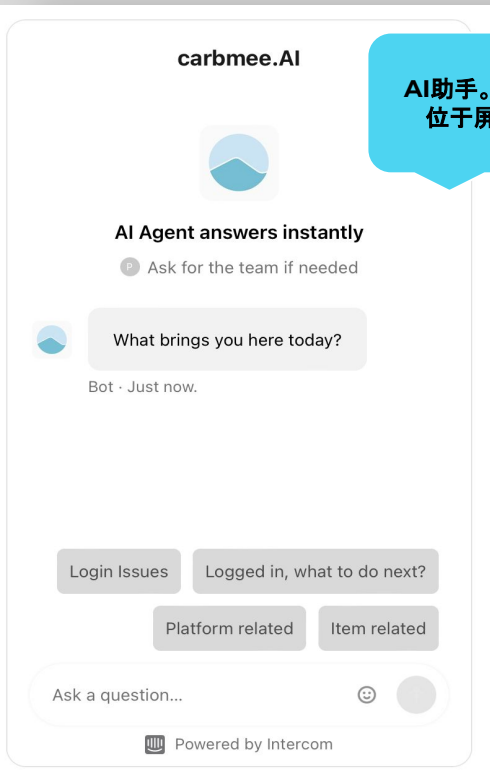 carbmee.AI
AI助手。
位于屏
AI Agent answers instantly
P Ask for the team if needed
What brings you here today?
Bot · Just now.
Login Issues
Logged in, what to do next?
Platform related
Item related
Ask a question...
Powered by Intercom